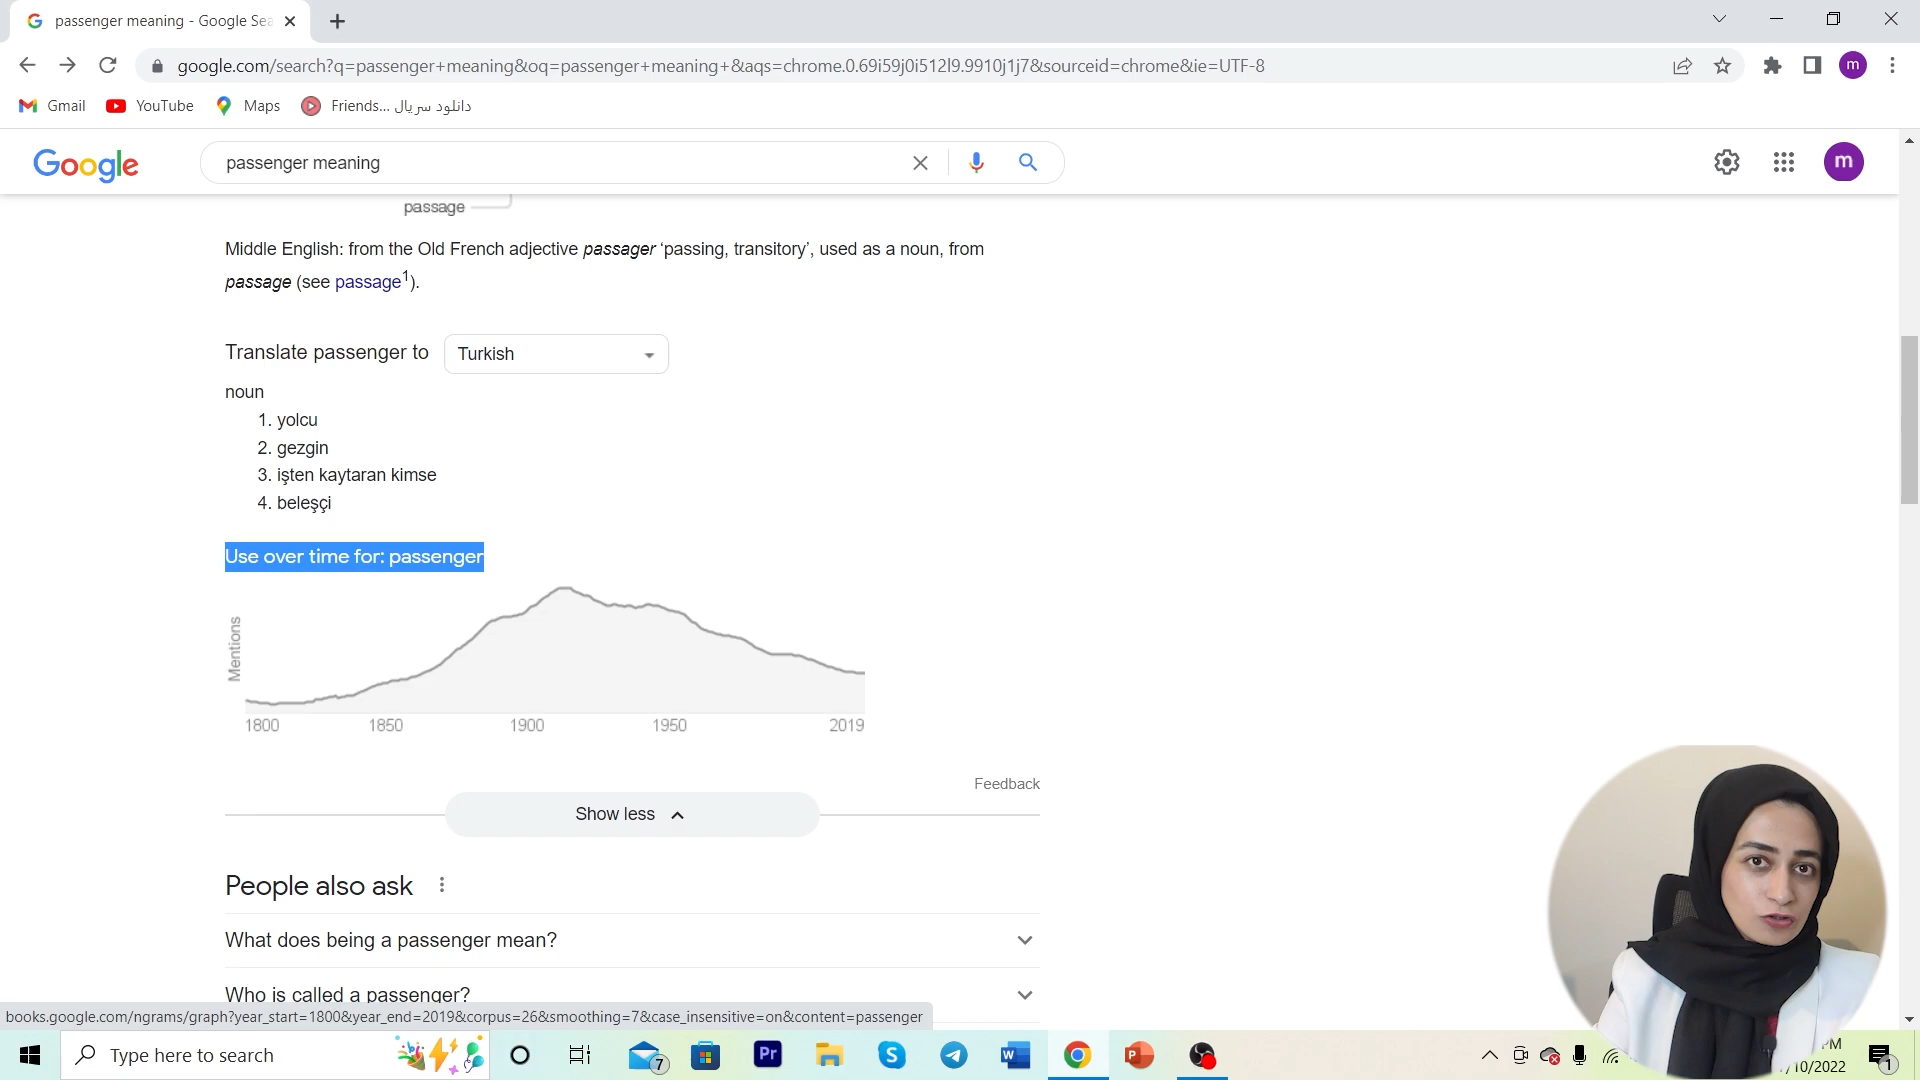 passenger meaning - Google Sea
google.com/search?q=passenger+meaning&oq=passenger+meaning+&aqs=chrome.0.69i59j0i512l9.9910j1j7&sourceid=chrome&ie=UTF-8
m
Gmail
YouTube
Maps
Friends... دانلود سریال
Google
passenger meaning
m
passage
Middle English: from the Old French adjective passager ‘passing, transitory’, used as a noun, from
passage (see passage1).
Translate passenger to
Turkish
noun
1. yolcu
2. gezgin
3. işten kaytaran kimse
4. beleşçi
Use over time for: passenger
Mentions
1800 1850 1900 1950 2019
Feedback
Show less
People also ask
What does being a passenger mean?
Who is called a passenger?
books.google.com/ngrams/graph?year_start=1800&year_end=2019&corpus=26&smoothing=7&case_insensitive=on&content=passenger
Type here to search
7
Pr
S
W
P
PM
/10/2022
1